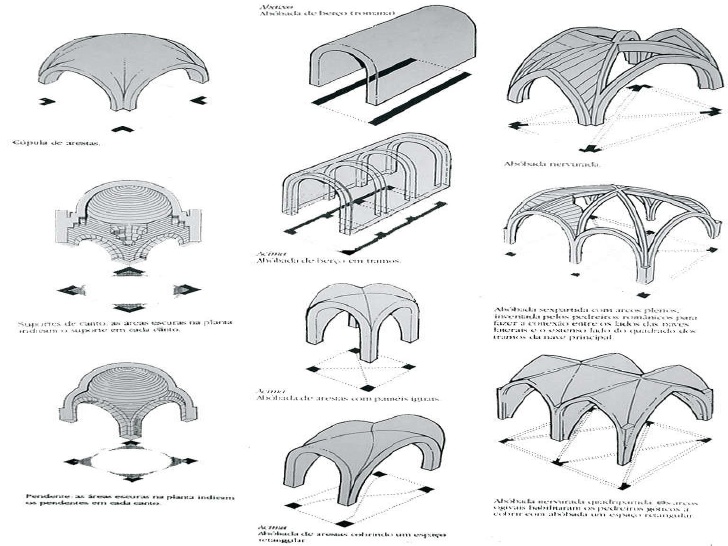 Cúpula de arestas.
Suportes de canto: as áreas escuras na planta
indicam o suporte em cada canto.
Pendente: as áreas escuras na planta indicam
os pendentes em cada canto.
Abóbada de berço (romana)
Acima
Abóbada de berço em tramos.
Acima
Abóbada de arestas com painéis iguais.
Acima
Abóbada de arestas cobrindo um espaço
retangular
Abóbada nervurada.
Abóbada sexpartida com arcos plenos,
inventada pelos pedreiros românicos para
fazer a conexão entre os lados das naves
laterais e o extenso lado do quadrado dos
tramos da nave principal.
Abóbada nervurada quadripartida. Os arcos
ogivais habilitaram os pedreiros góticos a
cobrir com abóbada um espaço retangular